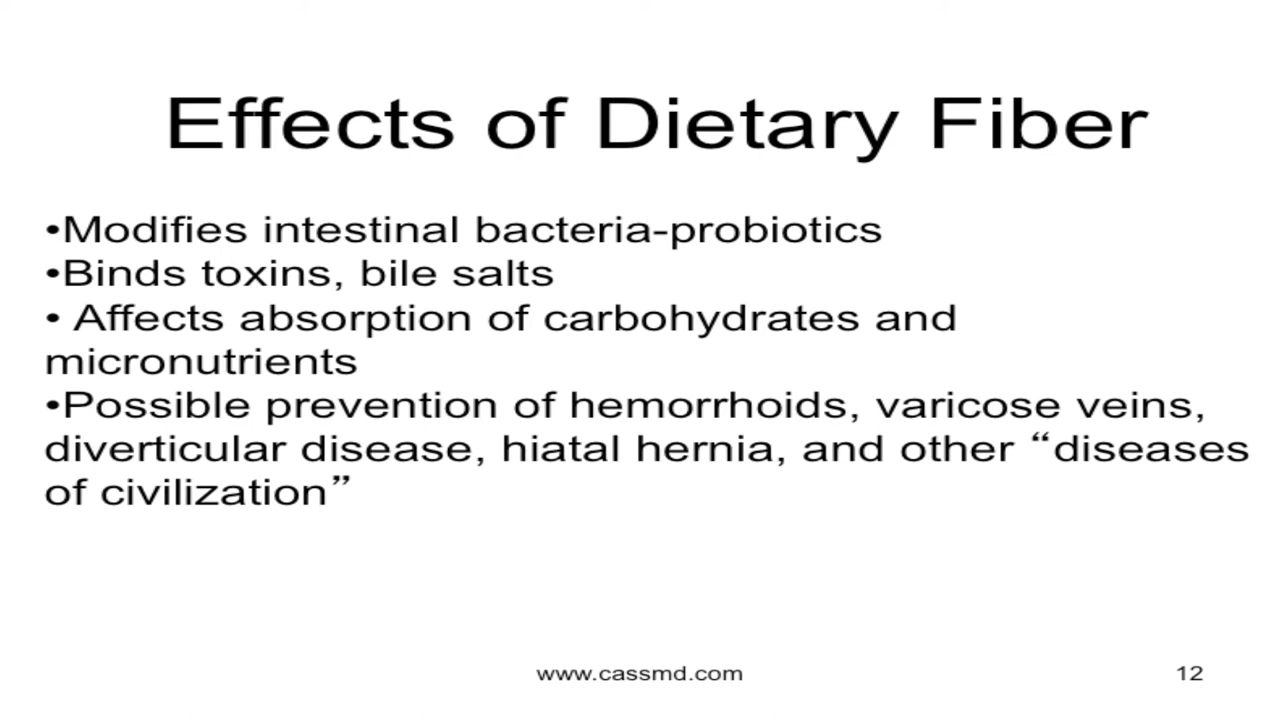 Effects of Dietary Fiber
•Modifies intestinal bacteria-probiotics
•Binds toxins, bile salts
• Affects absorption of carbohydrates and
micronutrients
•Possible prevention of hemorrhoids, varicose veins,
diverticular disease, hiatal hernia, and other “diseases
of civilization”
www.cassmd.com
12